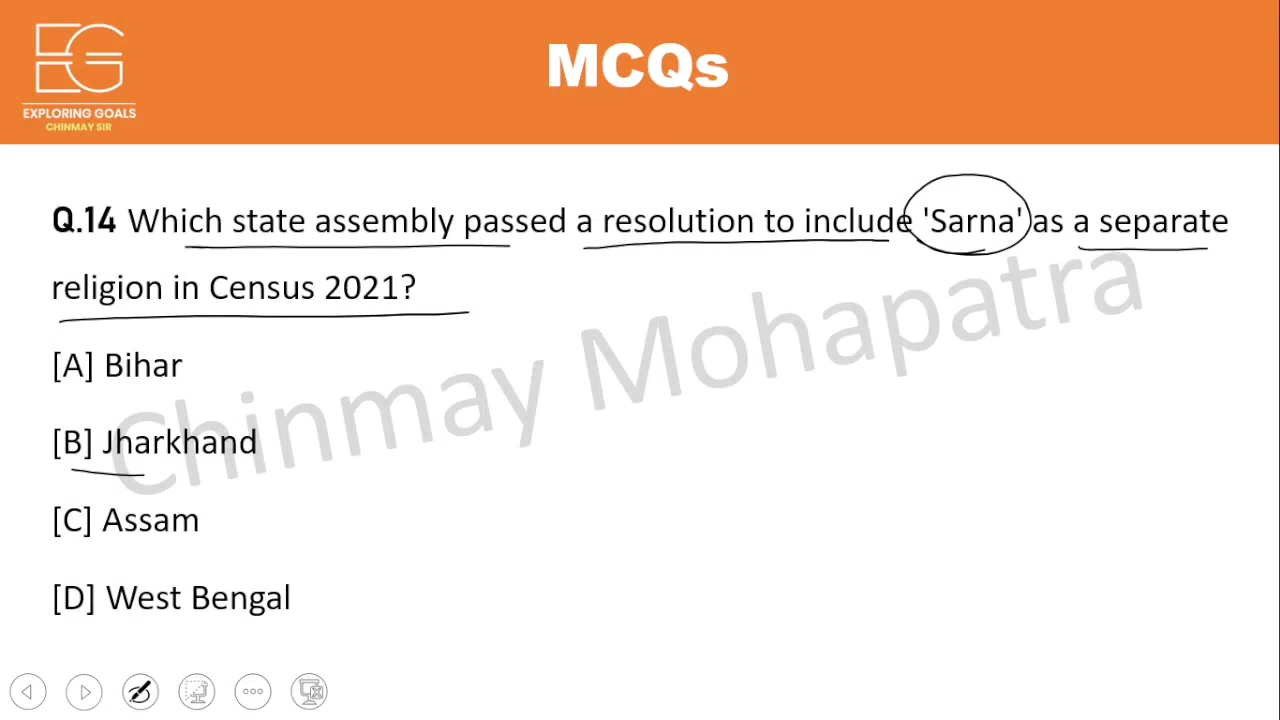 EG
EXPLORING GOALS
CHINMAY SIR
MCQs
Q.14 Which state assembly passed a resolution to include 'Sarna' as a separate
religion in Census 2021?
[A] Bihar
[B] Jharkhand
[C] Assam
[D] West Bengal
Chinmay Mohapatra